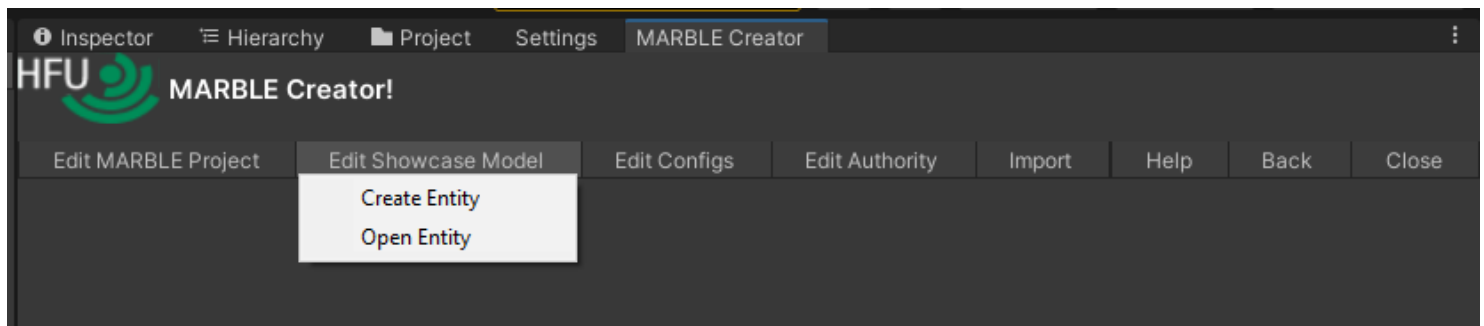 Inspector Hierarchy Project Settings MARBLE Creator
HFU MARBLE Creator!
Edit MARBLE Project Edit Showcase Model Edit Configs Edit Authority Import Help Back Close
Create Entity
Open Entity